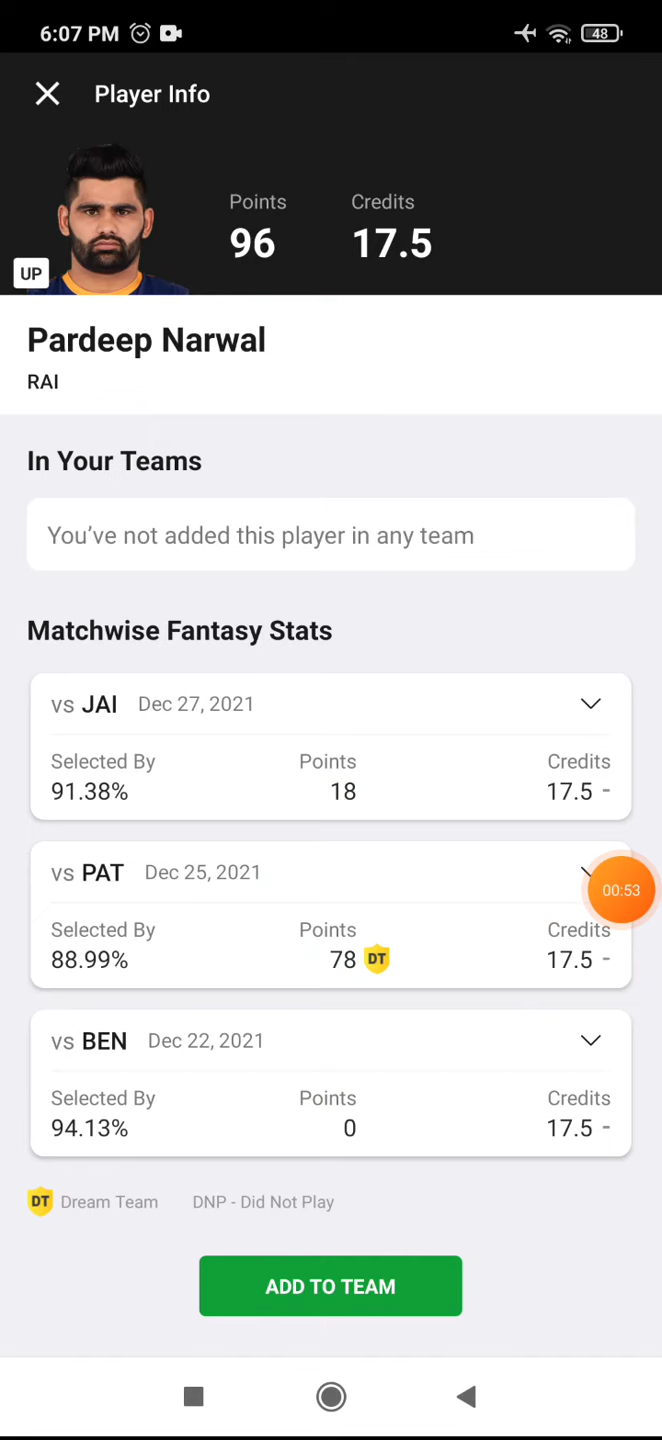 6:07 PM 48
Player Info
Points Credits
96 17.5
UP
Pardeep Narwal
RAI
In Your Teams
You’ve not added this player in any team
Matchwise Fantasy Stats
vs JAI Dec 27, 2021
Selected By Points Credits
91.38% 18 17.5 -
vs PAT Dec 25, 2021
00:53
Selected By Points Credits
88.99% 78 DT 17.5 -
vs BEN Dec 22, 2021
Selected By Points Credits
94.13% 0 17.5 -
DT Dream Team DNP - Did Not Play
ADD TO TEAM